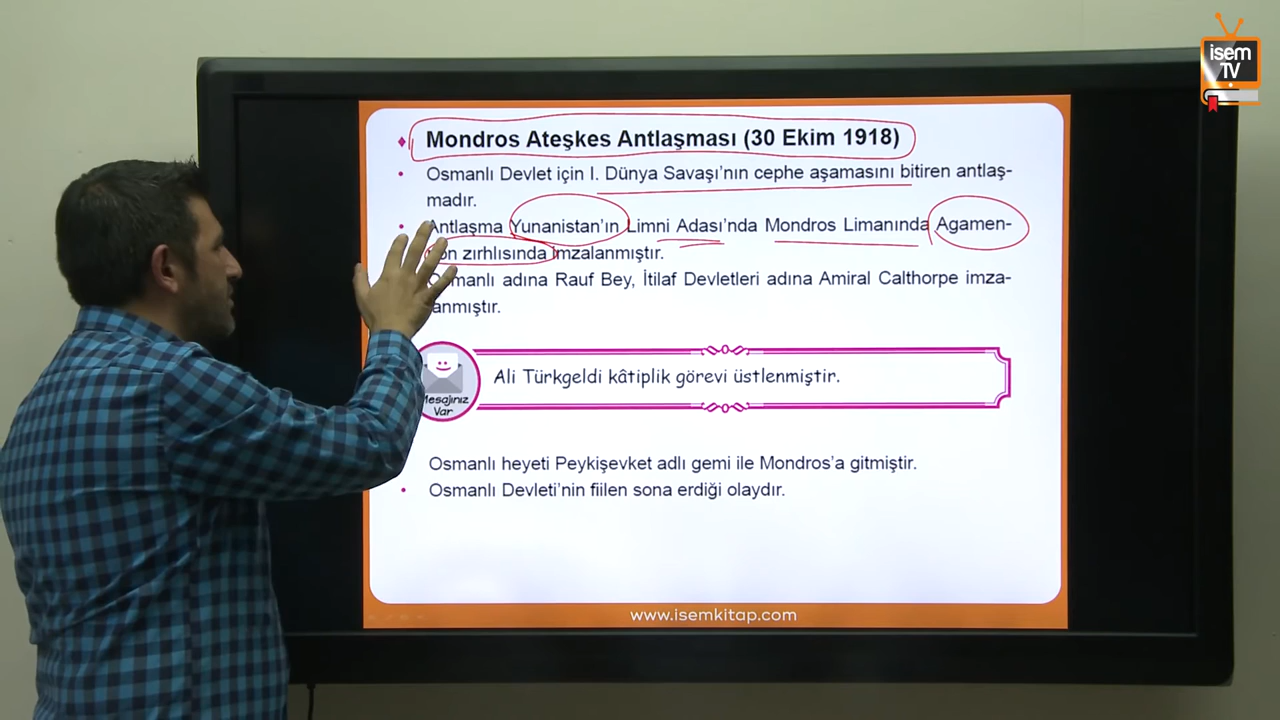 isem
TV
Mondros Ateşkes Antlaşması (30 Ekim 1918)
Osmanlı Devlet için I. Dünya Savaşı'nın cephe aşamasını bitiren antlaş-
madır.
Antlaşma Yunanistan'ın Limni Adası'nda Mondros Limanında Agamen-
zırhlısında imzalanmıştır.
adına Rauf Bey, İtilaf Devletleri adına Amiral Calthorpe imza-
lanmıştır.
Ali Türkgeldi kâtiplik görevi üstlenmiştir.
Mesajınız
Var
Osmanlı heyeti Peykişevket adlı gemi ile Mondros'a gitmiştir.
Osmanlı Devleti'nin fiilen sona erdiği olaydır.
www.isemkitap.com